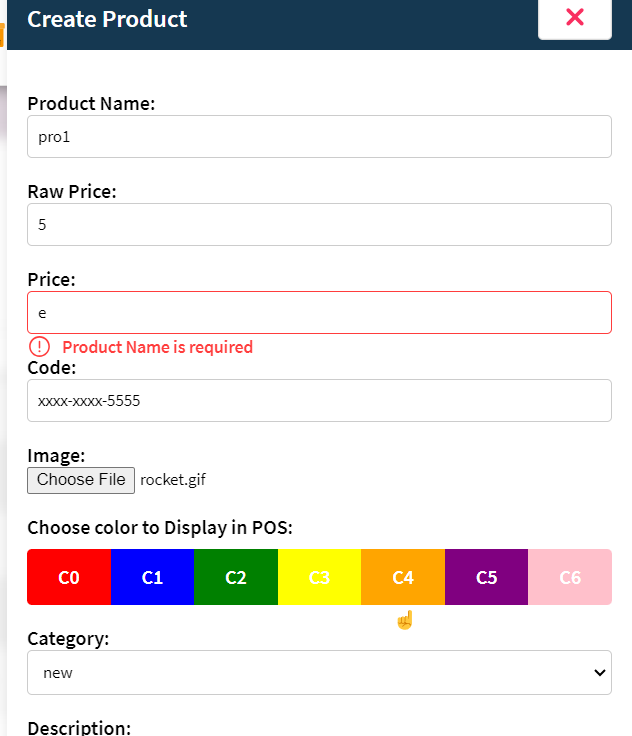 Create Product
Product Name:
pro1
Raw Price:
5
Price:
e
Product Name is required
Code:
xxxx-xxxx-5555
Image:
Choose File rocket.gif
Choose color to Display in POS:
C0 C1 C2 C3 C4 C5 C6
Category:
new
Description: